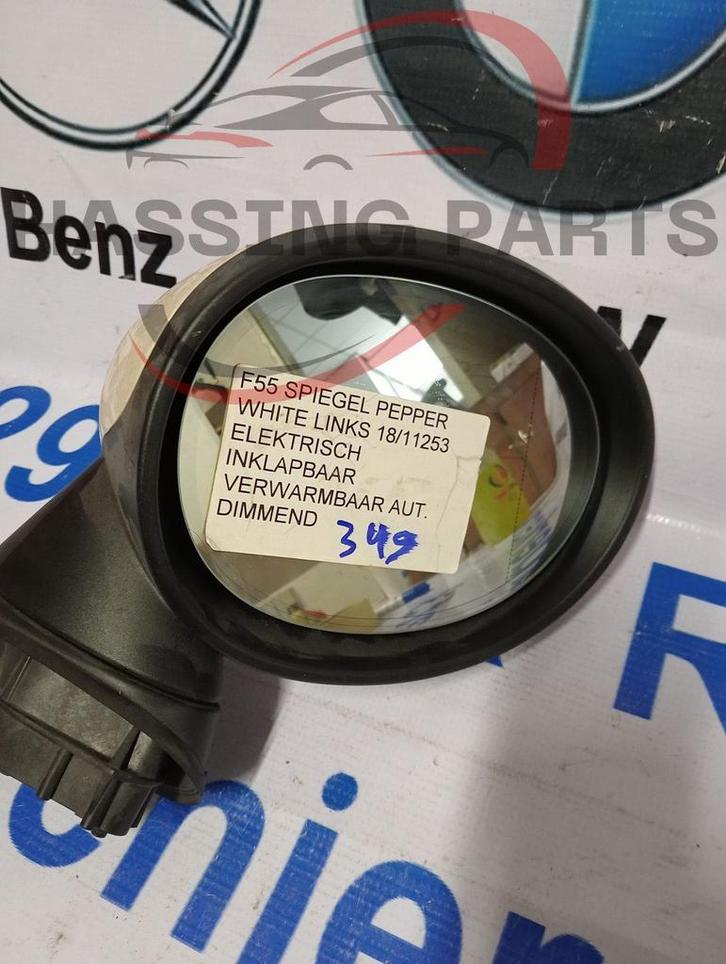 HASSING PARTS
Benz
W
F55 SPIEGEL PEPPER
WHITE LINKS 18/11253
ELEKTRISCH
INKLAPBAAR
VERWARMBAAR AUT.
DIMMEND
349
R